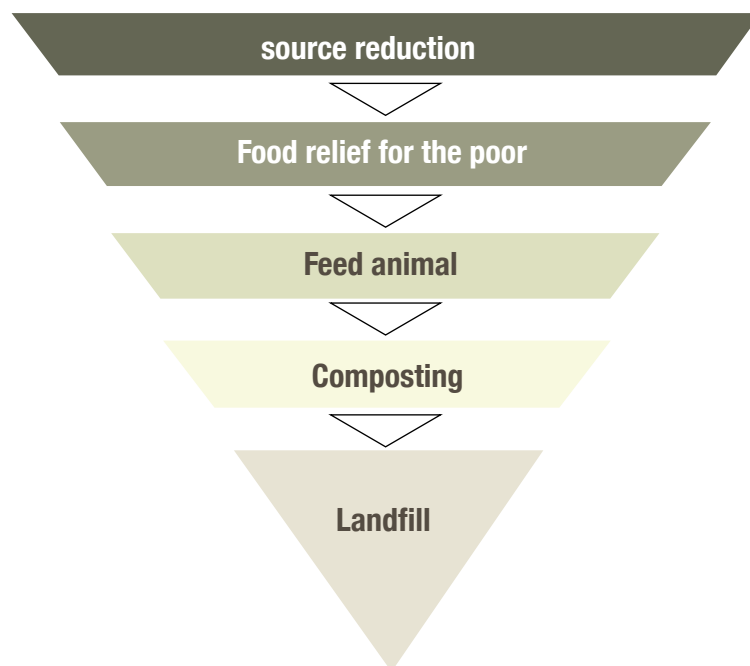 source reduction
Food relief for the poor
Feed animal
Composting
Landfill